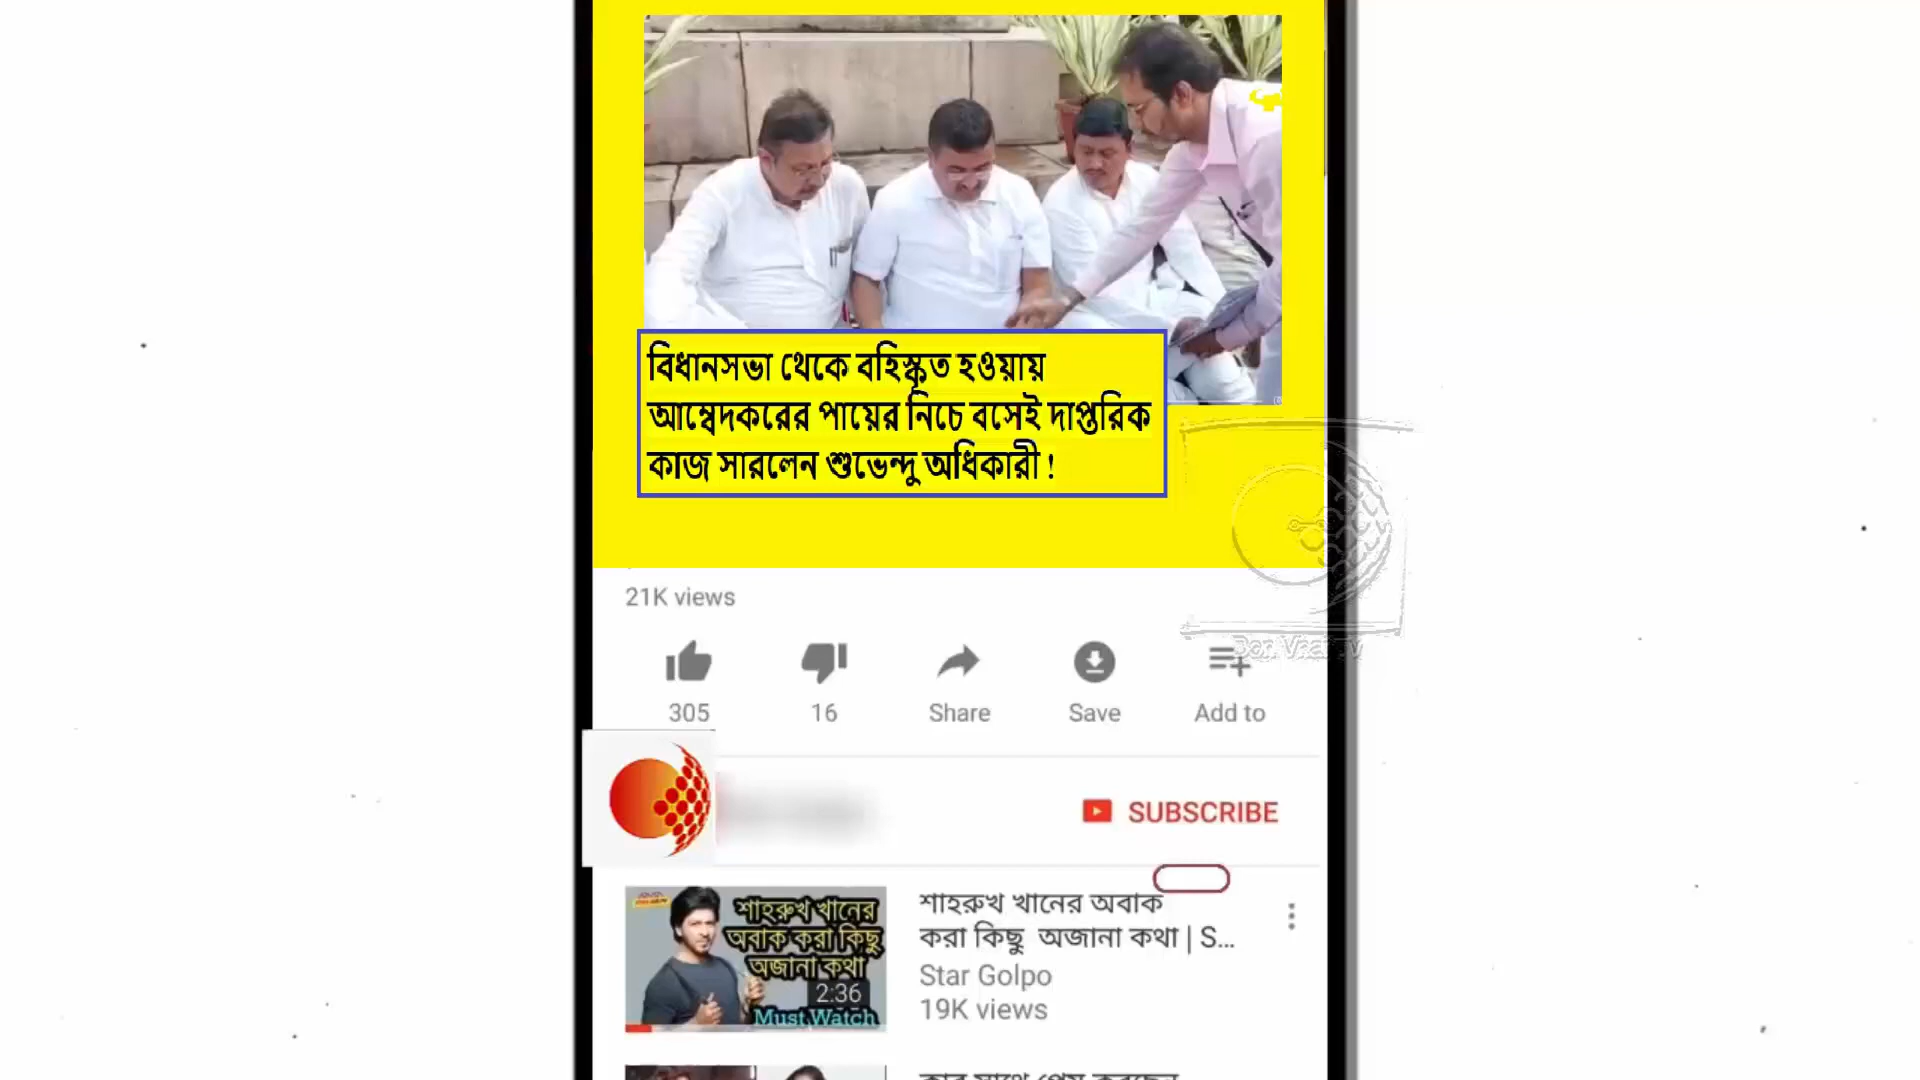 বিধানসভা থেকে বহিস্কৃত হওয়ায়
আম্বেদকরের পায়ের নিচে বসেই দাপ্তরিক
কাজ সারলেন শুভেন্দু অধিকারী !
21K views
305
16
Share
Save
Add to
SUBSCRIBE
শাহরুখ খানের
অবাক করা কিছু
অজানা কথা
2:36
Must Watch
শাহরুখ খানের অবাক
করা কিছু অজানা কথা | S...
Star Golpo
19K views